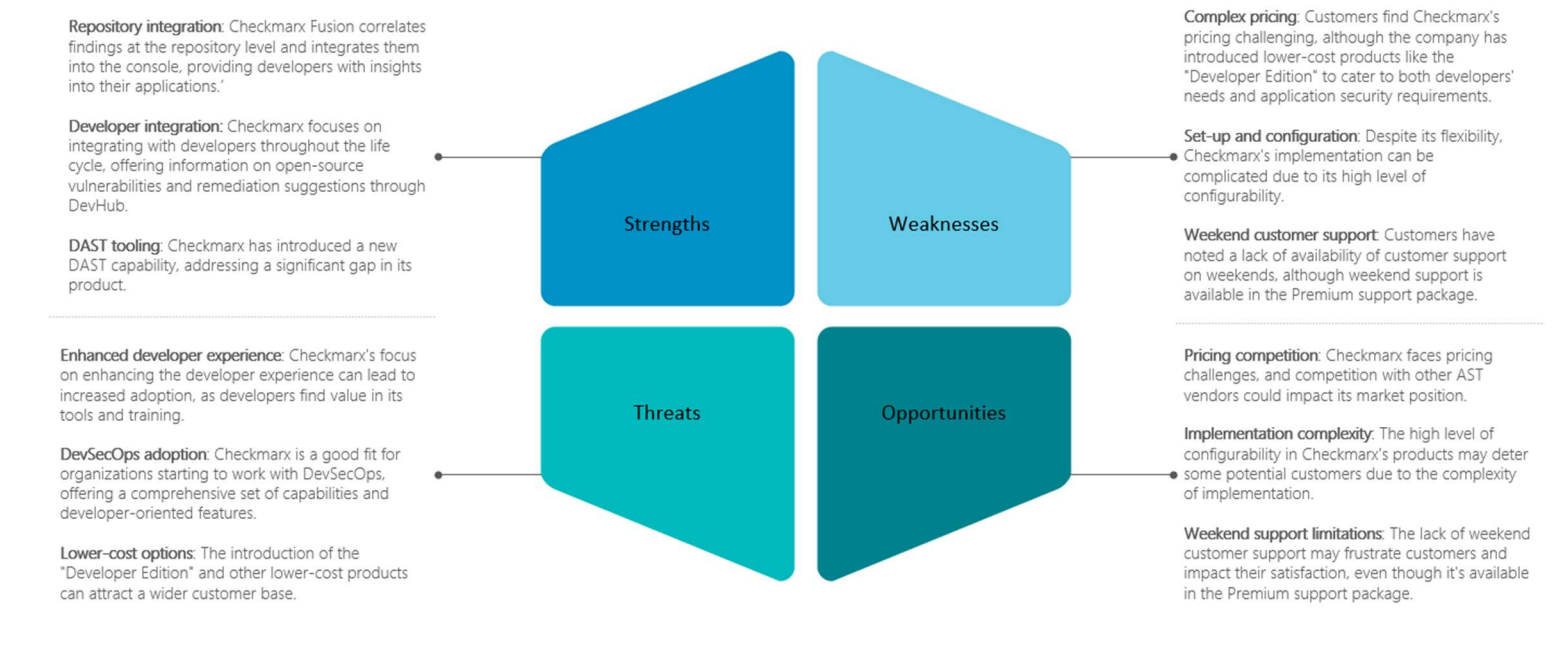 Repository integration: Checkmarx Fusion correlates
findings at the repository level and integrates them
into the console, providing developers with insights
into their applications.'
Developer integration: Checkmarx focuses on
integrating with developers throughout the life
cycle, offering information on open-source
vulnerabilities and remediation suggestions through
DevHub.
DAST tooling: Checkmarx has introduced a new
DAST capability, addressing a significant gap in its
product.
Strengths
Weaknesses
Complex pricing: Customers find Checkmarx's
pricing challenging, although the company has
introduced lower-cost products like the
"Developer Edition" to cater to both developers'
needs and application security requirements.
Set-up and configuration: Despite its flexibility,
Checkmarx's implementation can be
complicated due to its high level of
configurability.
Weekend customer support: Customers have
noted a lack of availability of customer support
on weekends, although weekend support is
available in the Premium support package.
Enhanced developer experience: Checkmarx's focus
on enhancing the developer experience can lead to
increased adoption, as developers find value in its
tools and training.
DevSecOps adoption: Checkmarx is a good fit for
organizations starting to work with DevSecOps,
offering a comprehensive set of capabilities and
developer-oriented features.
Lower-cost options: The introduction of the
"Developer Edition" and other lower-cost products
can attract a wider customer base.
Threats
Opportunities
Pricing competition: Checkmarx faces pricing
challenges, and competition with other AST
vendors could impact its market position.
Implementation complexity: The high level of
configurability in Checkmarx's products may deter
some potential customers due to the complexity
of implementation.
Weekend support limitations: The lack of weekend
customer support may frustrate customers and
impact their satisfaction, even though it's available
in the Premium support package.